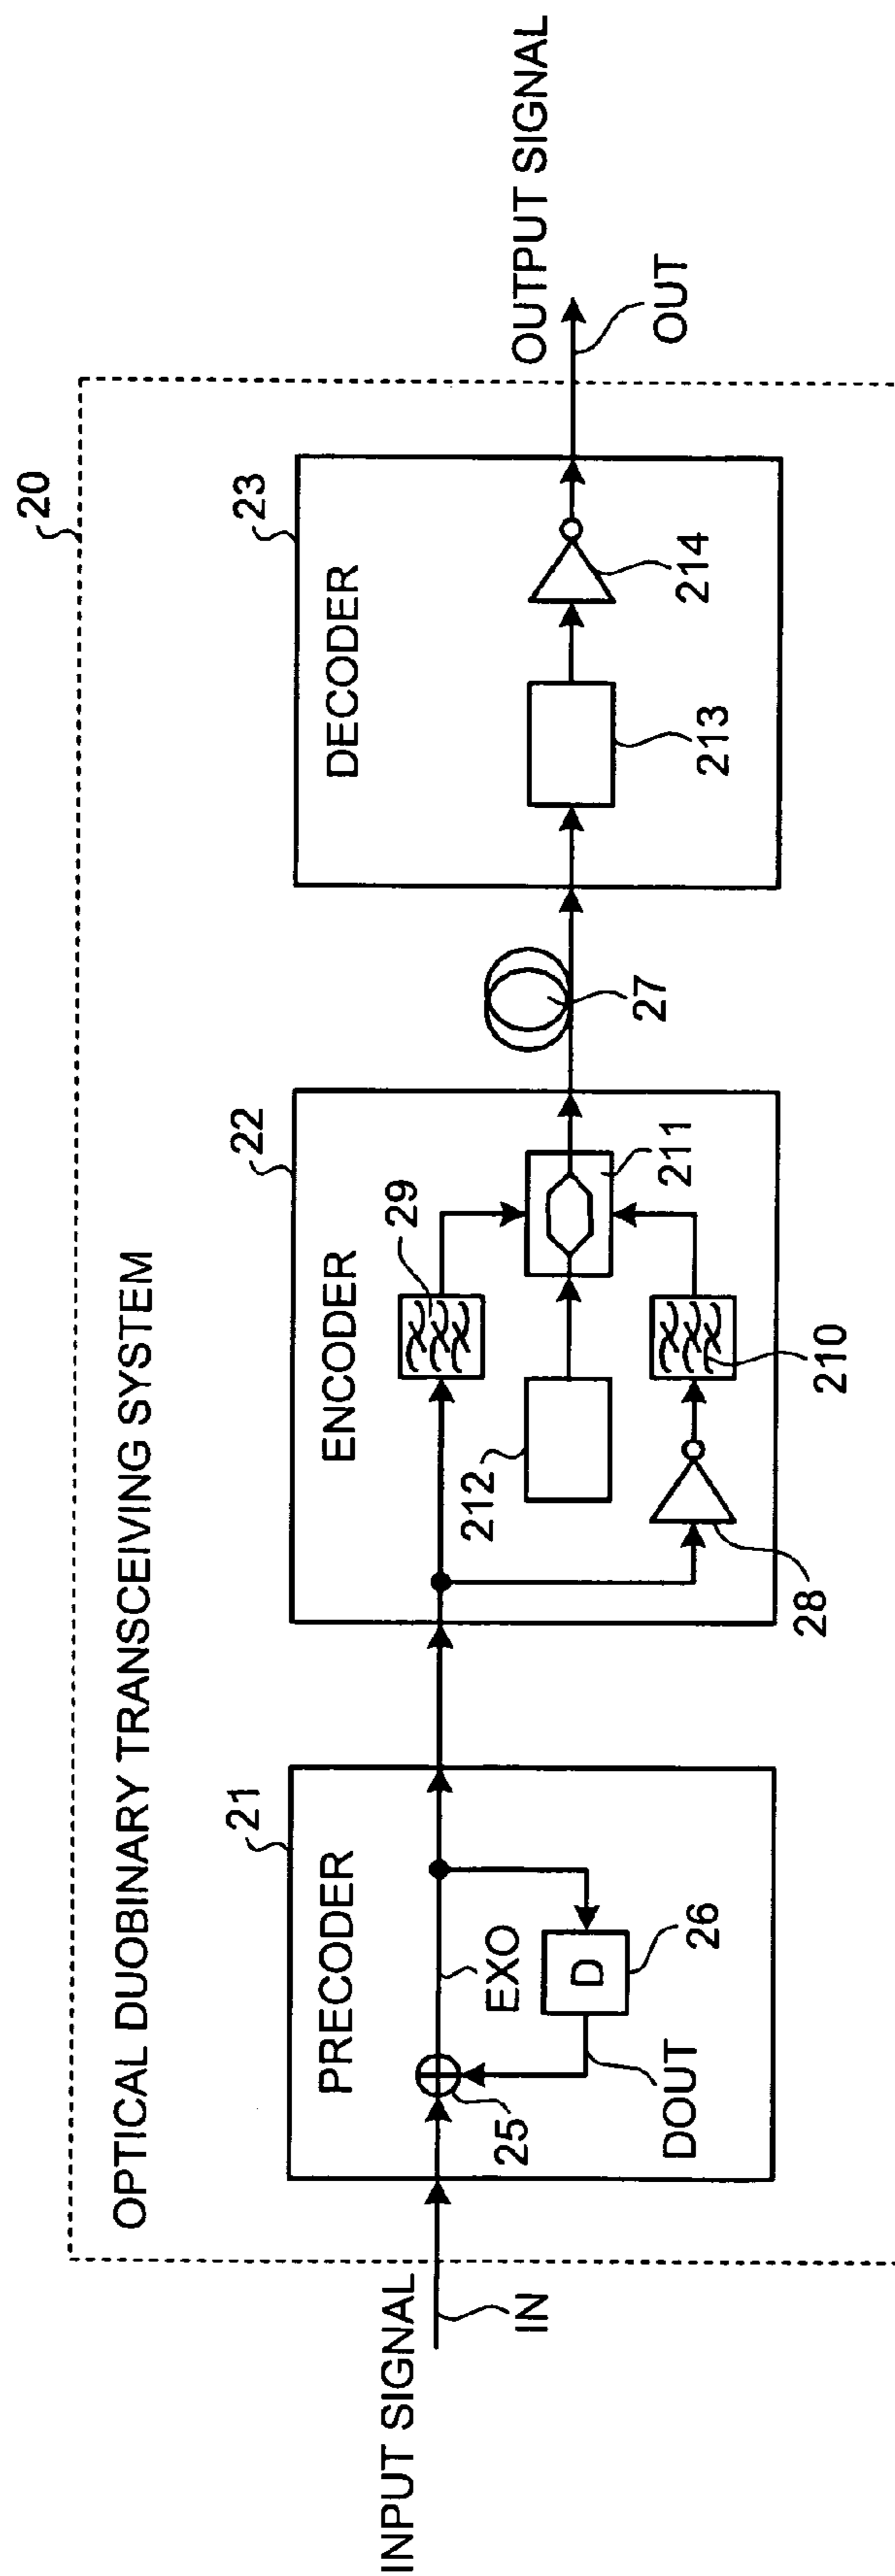 20
OPTICAL DUOBINARY TRANSCEIVING SYSTEM
21
22
23
PRECODER
ENCODER
DECODER
INPUT SIGNAL
IN
25
EXO
D
26
DOUT
29
212
211
28
210
27
213
214
OUTPUT SIGNAL
OUT